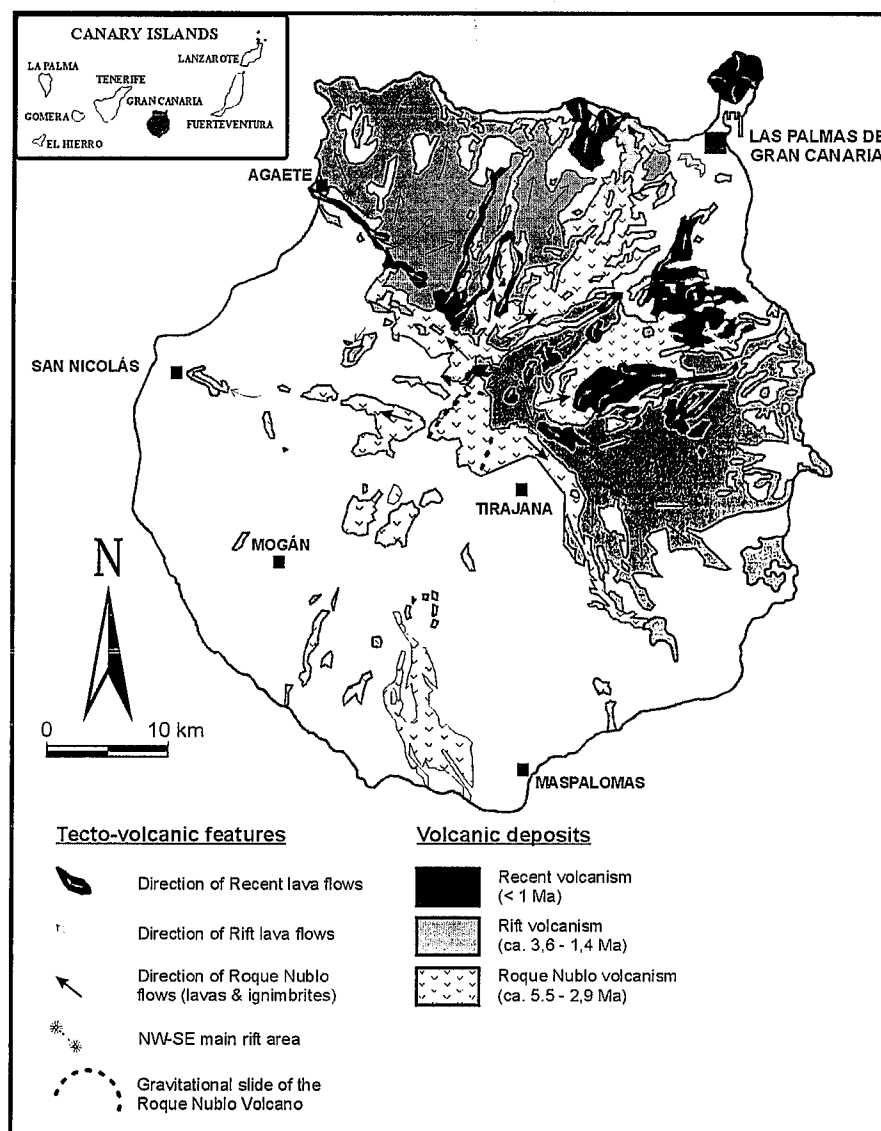 CANARY ISLANDS
LANZAROTE
LA PALMA
TENERIFE
GRAN CANARIA
GOMERA
FUERTEVENTURA
EL HIERRO
LAS PALMAS DE
GRAN CANARIA
AGAETE
SAN NICOLÁS
TIRAJANA
MOGÁN
N
0 10 km
MASPALOMAS
Tecto-volcanic features
Direction of Recent lava flows
Direction of Rift lava flows
Direction of Roque Nublo
flows (lavas & ignimbrites)
NW-SE main rift area
Gravitational slide of the
Roque Nublo Volcano
Volcanic deposits
Recent volcanism
(< 1 Ma)
Rift volcanism
(ca. 3,6 - 1,4 Ma)
Roque Nublo volcanism
(ca. 5.5 - 2,9 Ma)